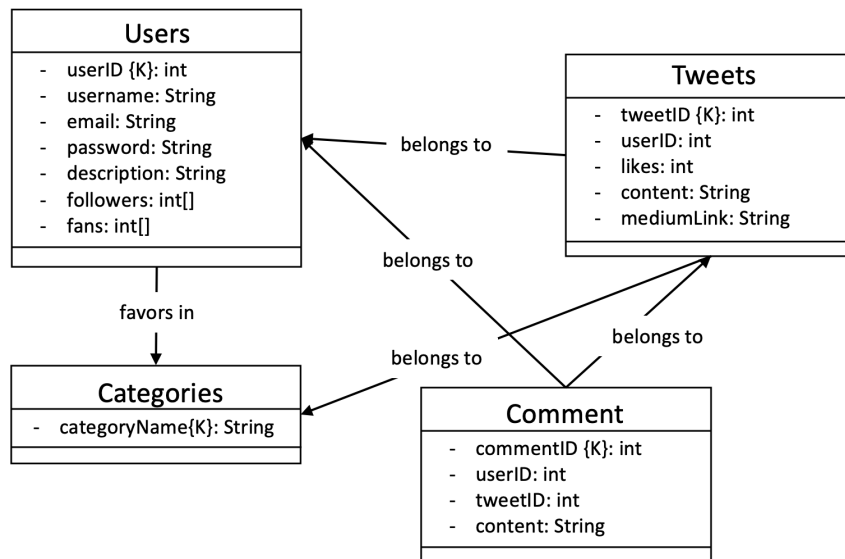 Users
- userID {K}: int
- username: String
- email: String
- password: String
- description: String
- followers: int[]
- fans: int[]
Tweets
- tweetID {K}: int
- userID: int
- likes: int
- content: String
- mediumLink: String
belongs to
belongs to
favors in
belongs to
belongs to
Categories
- categoryName{K}: String
Comment
- commentID {K}: int
- userID: int
- tweetID: int
- content: String